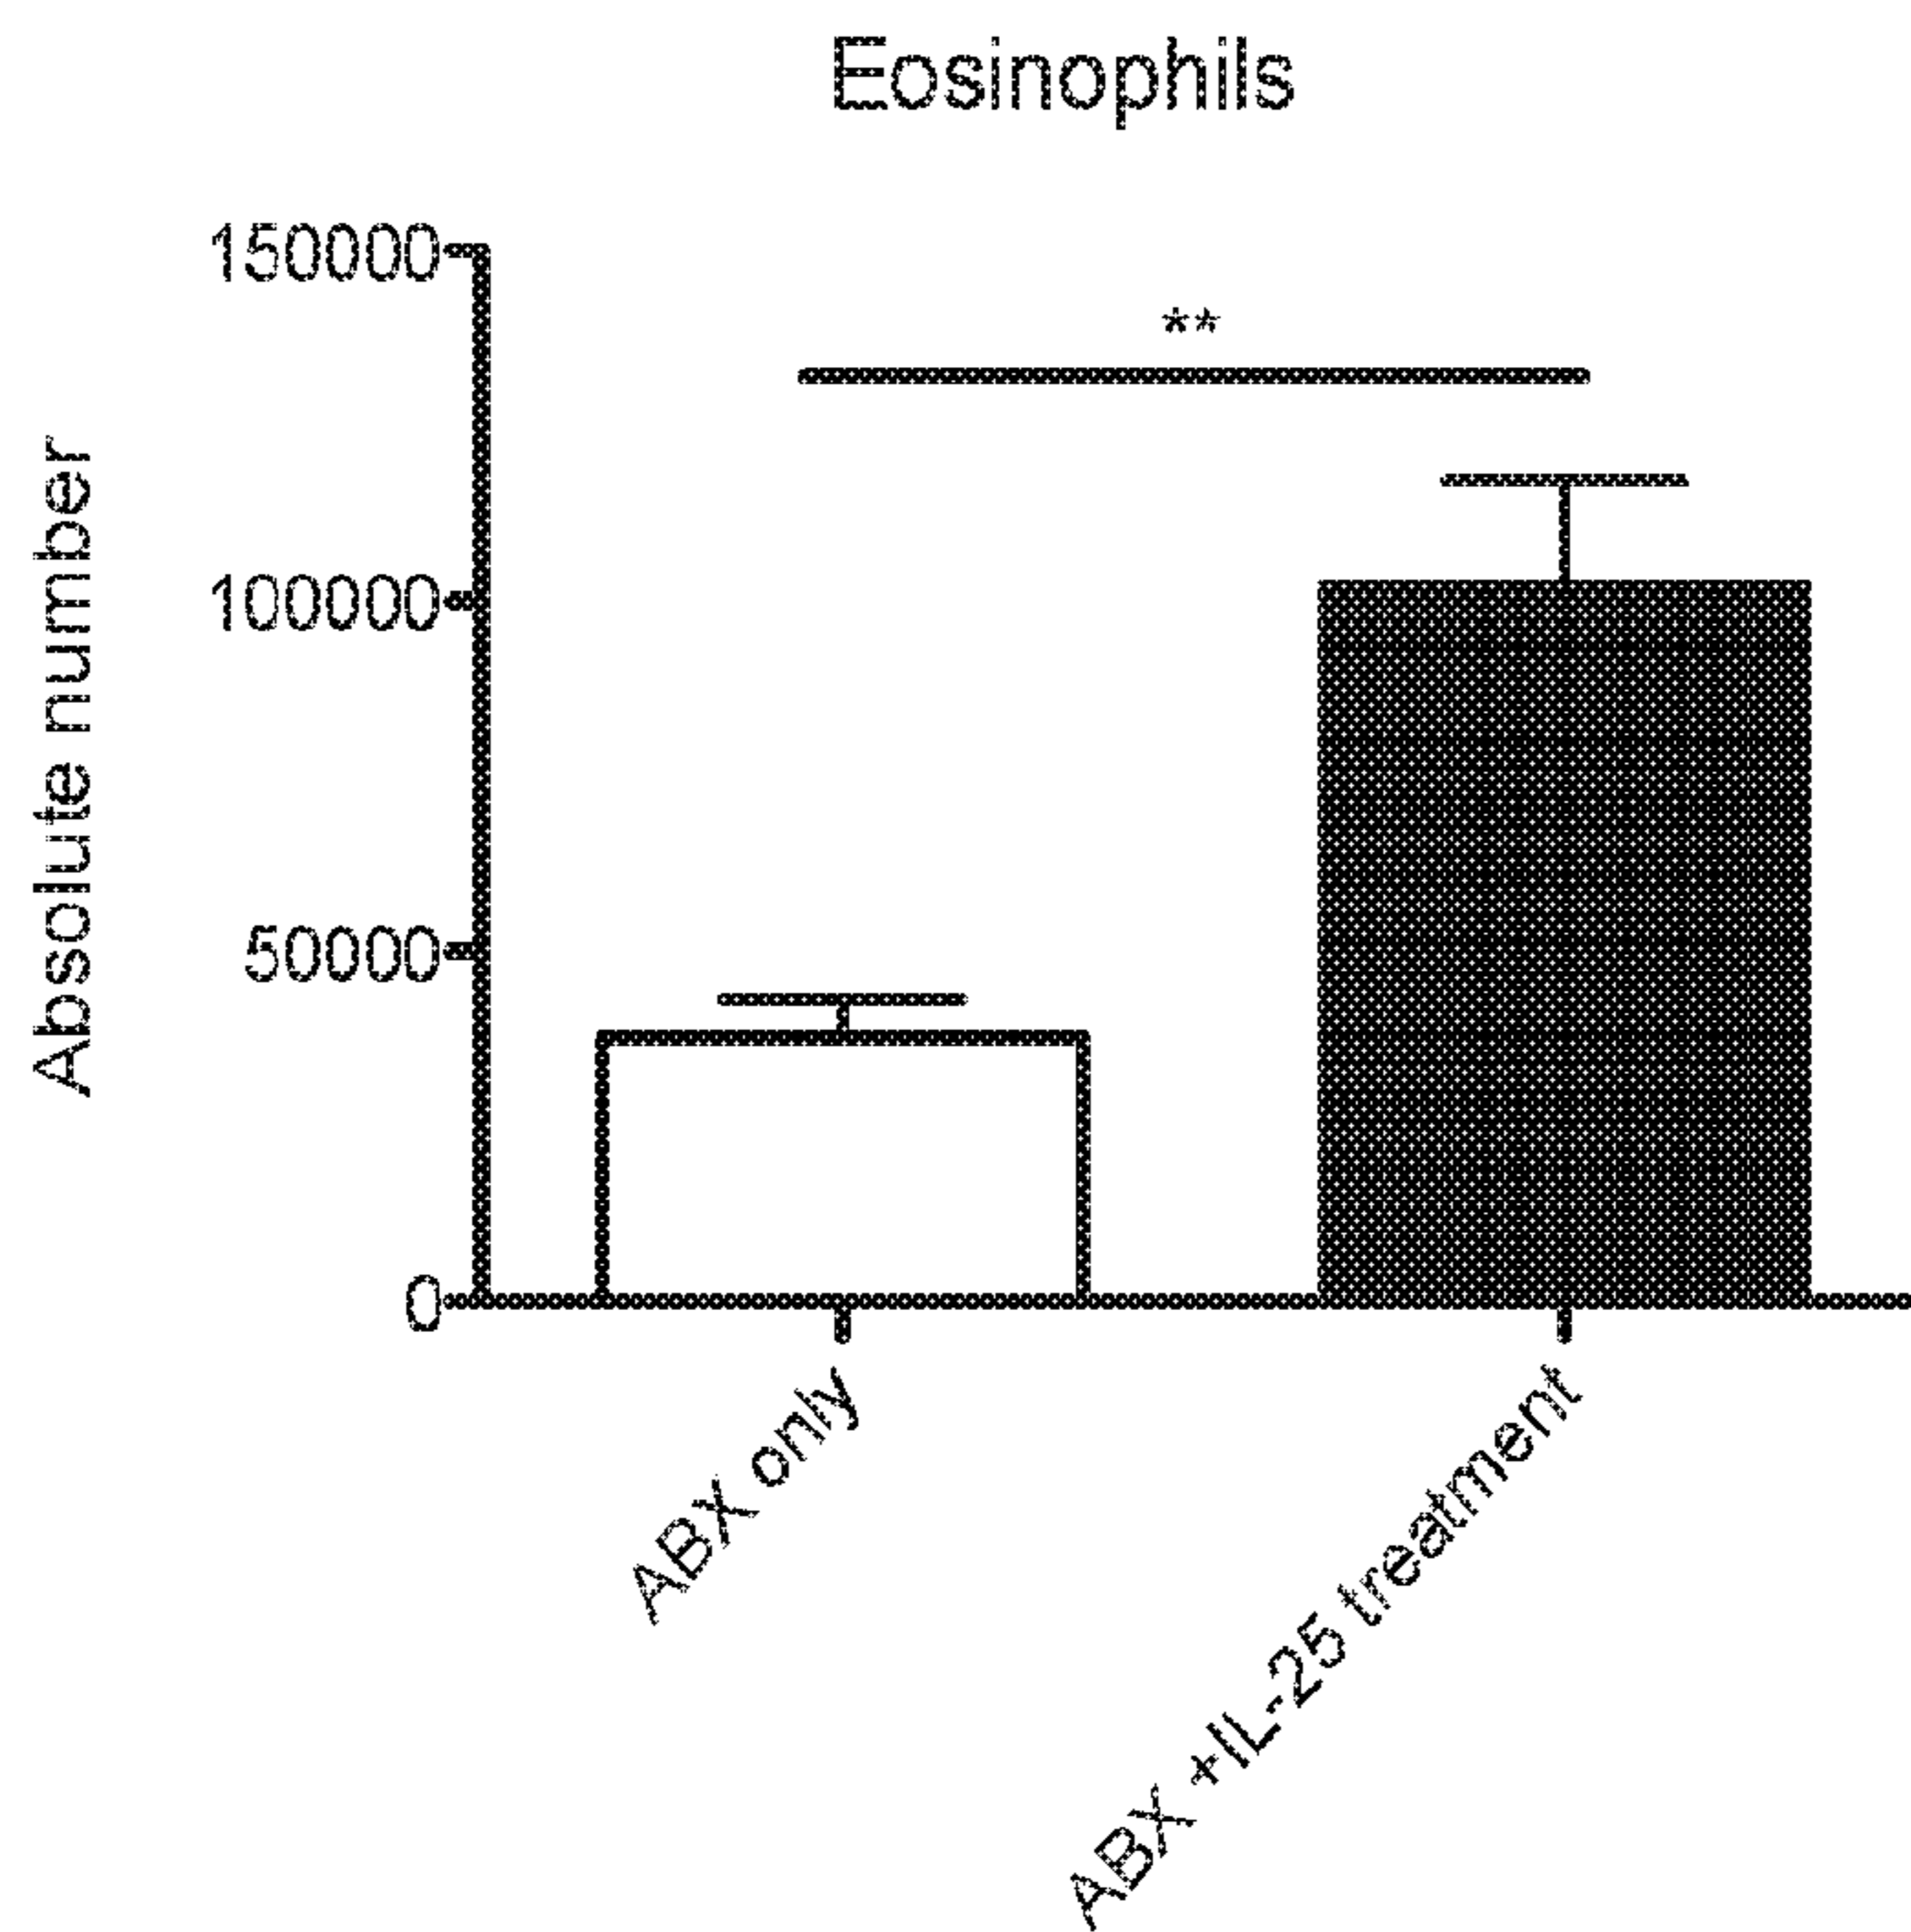 Eosinophils
150000
**
100000
50000
0
Absolute number
ABX only
ABX +IL-25 treatment